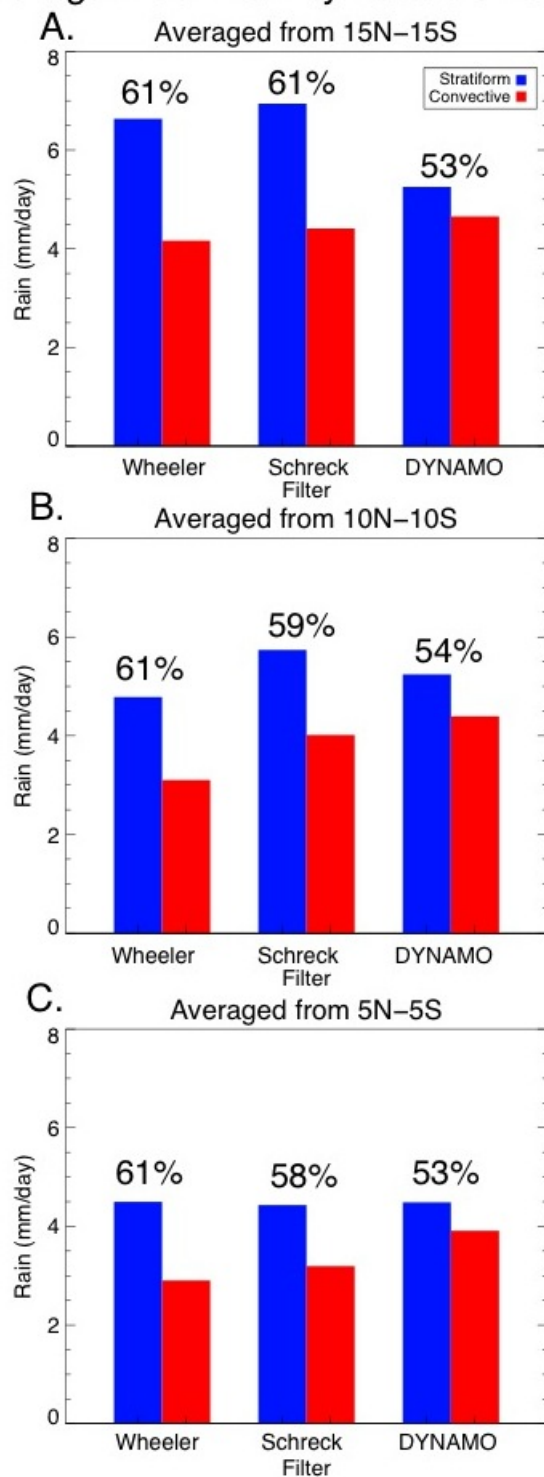 A.
Averaged from 15N−15S
8
Stratiform
Convective
61%
61%
53%
6
4
2
0
Rain (mm/day)
Wheeler Schreck DYNAMO
Filter
B.
Averaged from 10N−10S
8
61%
59%
54%
6
4
2
0
Rain (mm/day)
Wheeler Schreck DYNAMO
Filter
C.
Averaged from 5N−5S
8
61%
58%
53%
6
4
2
0
Rain (mm/day)
Wheeler Schreck DYNAMO
Filter